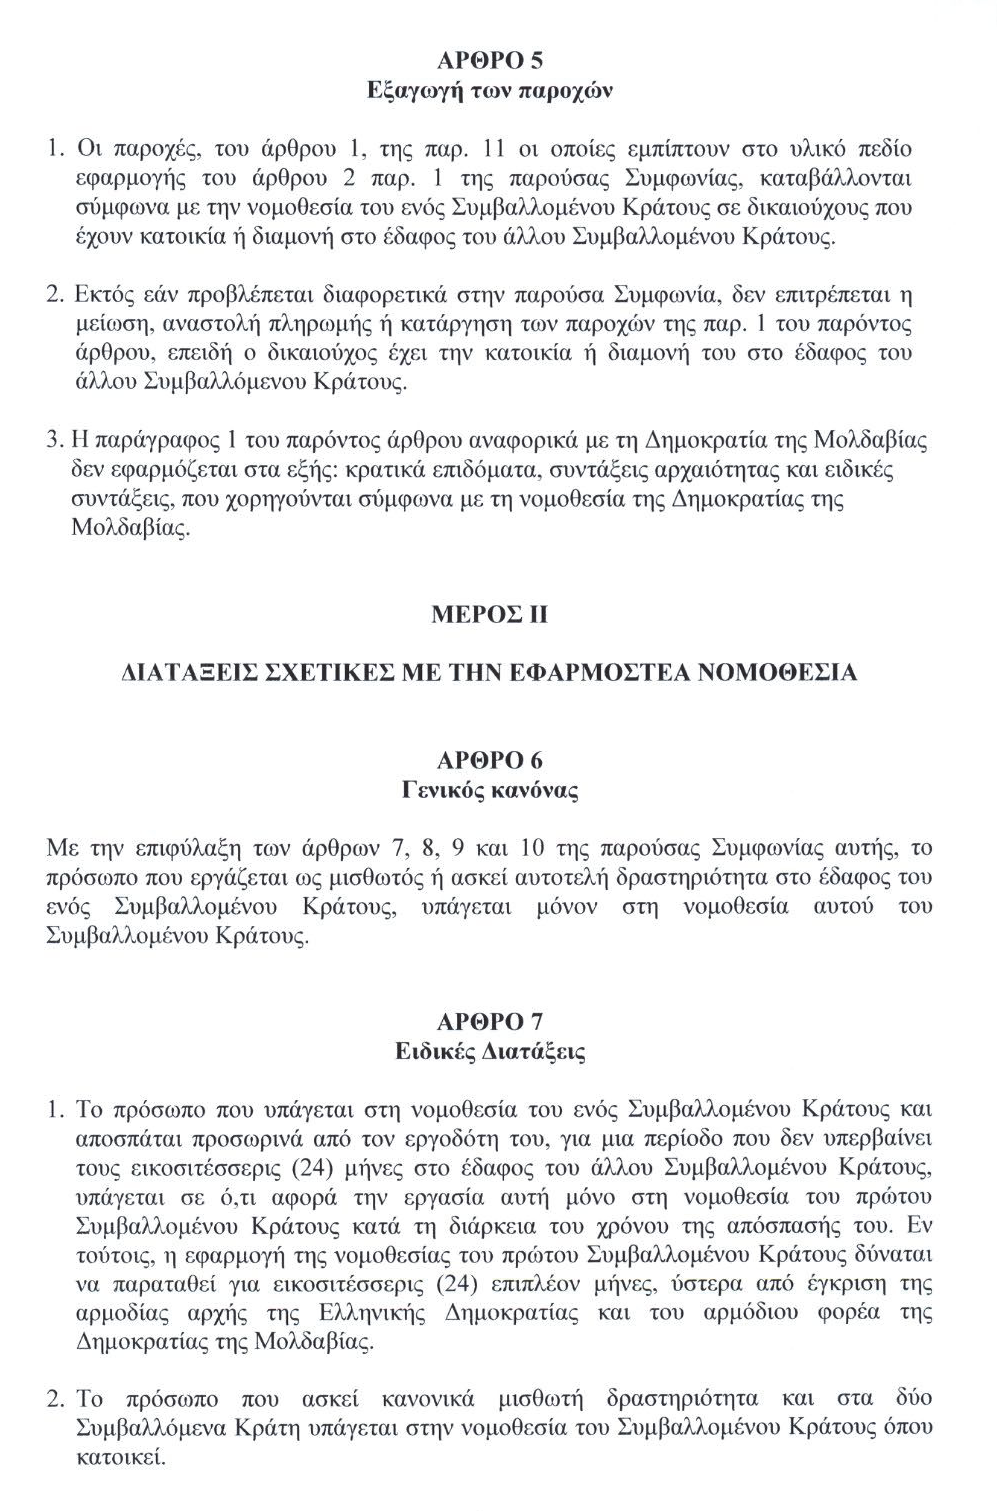 ΑΡΘΡΟ 5
Εξαγωγή των παροχών
1. Οι παροχές, του άρθρου 1, της παρ. 11 οι οποίες εμπίπτουν στο υλικό πεδίο
εφαρμογής του άρθρου 2 παρ. 1 της παρούσας Συμφωνίας, καταβάλλονται
σύμφωνα με την νομοθεσία του ενός Συμβαλλομένου Κράτους σε δικαιούχους που
έχουν κατοικία ή διαμονή στο έδαφος του άλλου Συμβαλλομένου Κράτους.
2. Εκτός εάν προβλέπεται διαφορετικά στην παρούσα Συμφωνία, δεν επιτρέπεται η
μείωση, αναστολή πληρωμής ή κατάργηση των παροχών της παρ. 1 του παρόντος
άρθρου, επειδή ο δικαιούχος έχει την κατοικία ή διαμονή του στο έδαφος του
άλλου Συμβαλλόμενου Κράτους.
3. Η παράγραφος 1 του παρόντος άρθρου αναφορικά με τη Δημοκρατία της Μολδαβίας
δεν εφαρμόζεται στα εξής: κρατικά επιδόματα, συντάξεις αρχαιότητας και ειδικές
συντάξεις, που χορηγούνται σύμφωνα με τη νομοθεσία της Δημοκρατίας της
Μολδαβίας.
ΜΕΡΟΣ ΙΙ
ΔΙΑΤΑΞΕΙΣ ΣΧΕΤΙΚΕΣ ΜΕ ΤΗΝ ΕΦΑΡΜΟΣΤΕΑ ΝΟΜΟΘΕΣΙΑ
ΑΡΘΡΟ 6
Γενικός κανόνας
Με την επιφύλαξη των άρθρων 7, 8, 9 και 10 της παρούσας Συμφωνίας αυτής, το
πρόσωπο που εργάζεται ως μισθωτός ή ασκεί αυτοτελή δραστηριότητα στο έδαφος του
ενός Συμβαλλομένου Κράτους, υπάγεται μόνον στη νομοθεσία αυτού του
Συμβαλλομένου Κράτους.
ΑΡΘΡΟ 7
Ειδικές Διατάξεις
1. Το πρόσωπο που υπάγεται στη νομοθεσία του ενός Συμβαλλομένου Κράτους και
αποσπάται προσωρινά από τον εργοδότη του, για μια περίοδο που δεν υπερβαίνει
τους εικοσιτέσσερις (24) μήνες στο έδαφος του άλλου Συμβαλλομένου Κράτους,
υπάγεται σε ό,τι αφορά την εργασία αυτή μόνο στη νομοθεσία του πρώτου
Συμβαλλομένου Κράτους κατά τη διάρκεια του χρόνου της απόσπασής του. Εν
τούτοις, η εφαρμογή της νομοθεσίας του πρώτου Συμβαλλομένου Κράτους δύναται
να παραταθεί για εικοσιτέσσερις (24) επιπλέον μήνες, ύστερα από έγκριση της
αρμοδίας αρχής της Ελληνικής Δημοκρατίας και του αρμόδιου φορέα της
Δημοκρατίας της Μολδαβίας.
2. Το πρόσωπο που ασκεί κανονικά μισθωτή δραστηριότητα και στα δύο
Συμβαλλόμενα Κράτη υπάγεται στην νομοθεσία του Συμβαλλομένου Κράτους όπου
κατοικεί.